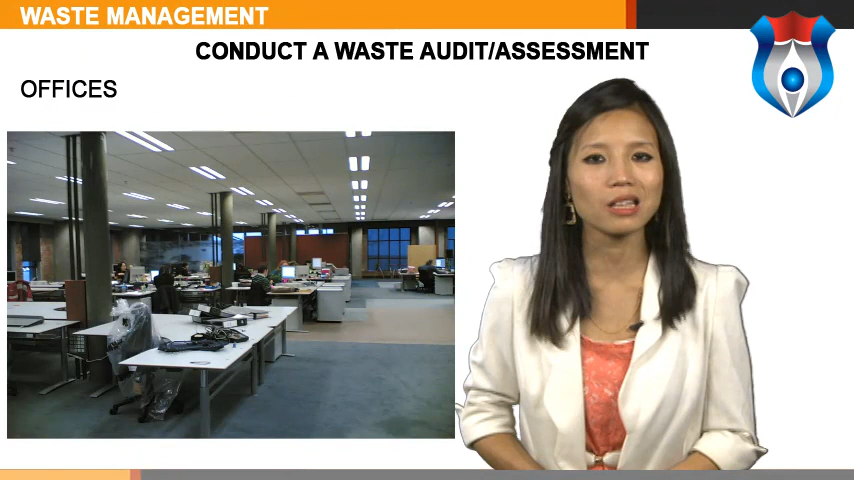 WASTE MANAGEMENT
CONDUCT A WASTE AUDIT/ASSESSMENT
OFFICES